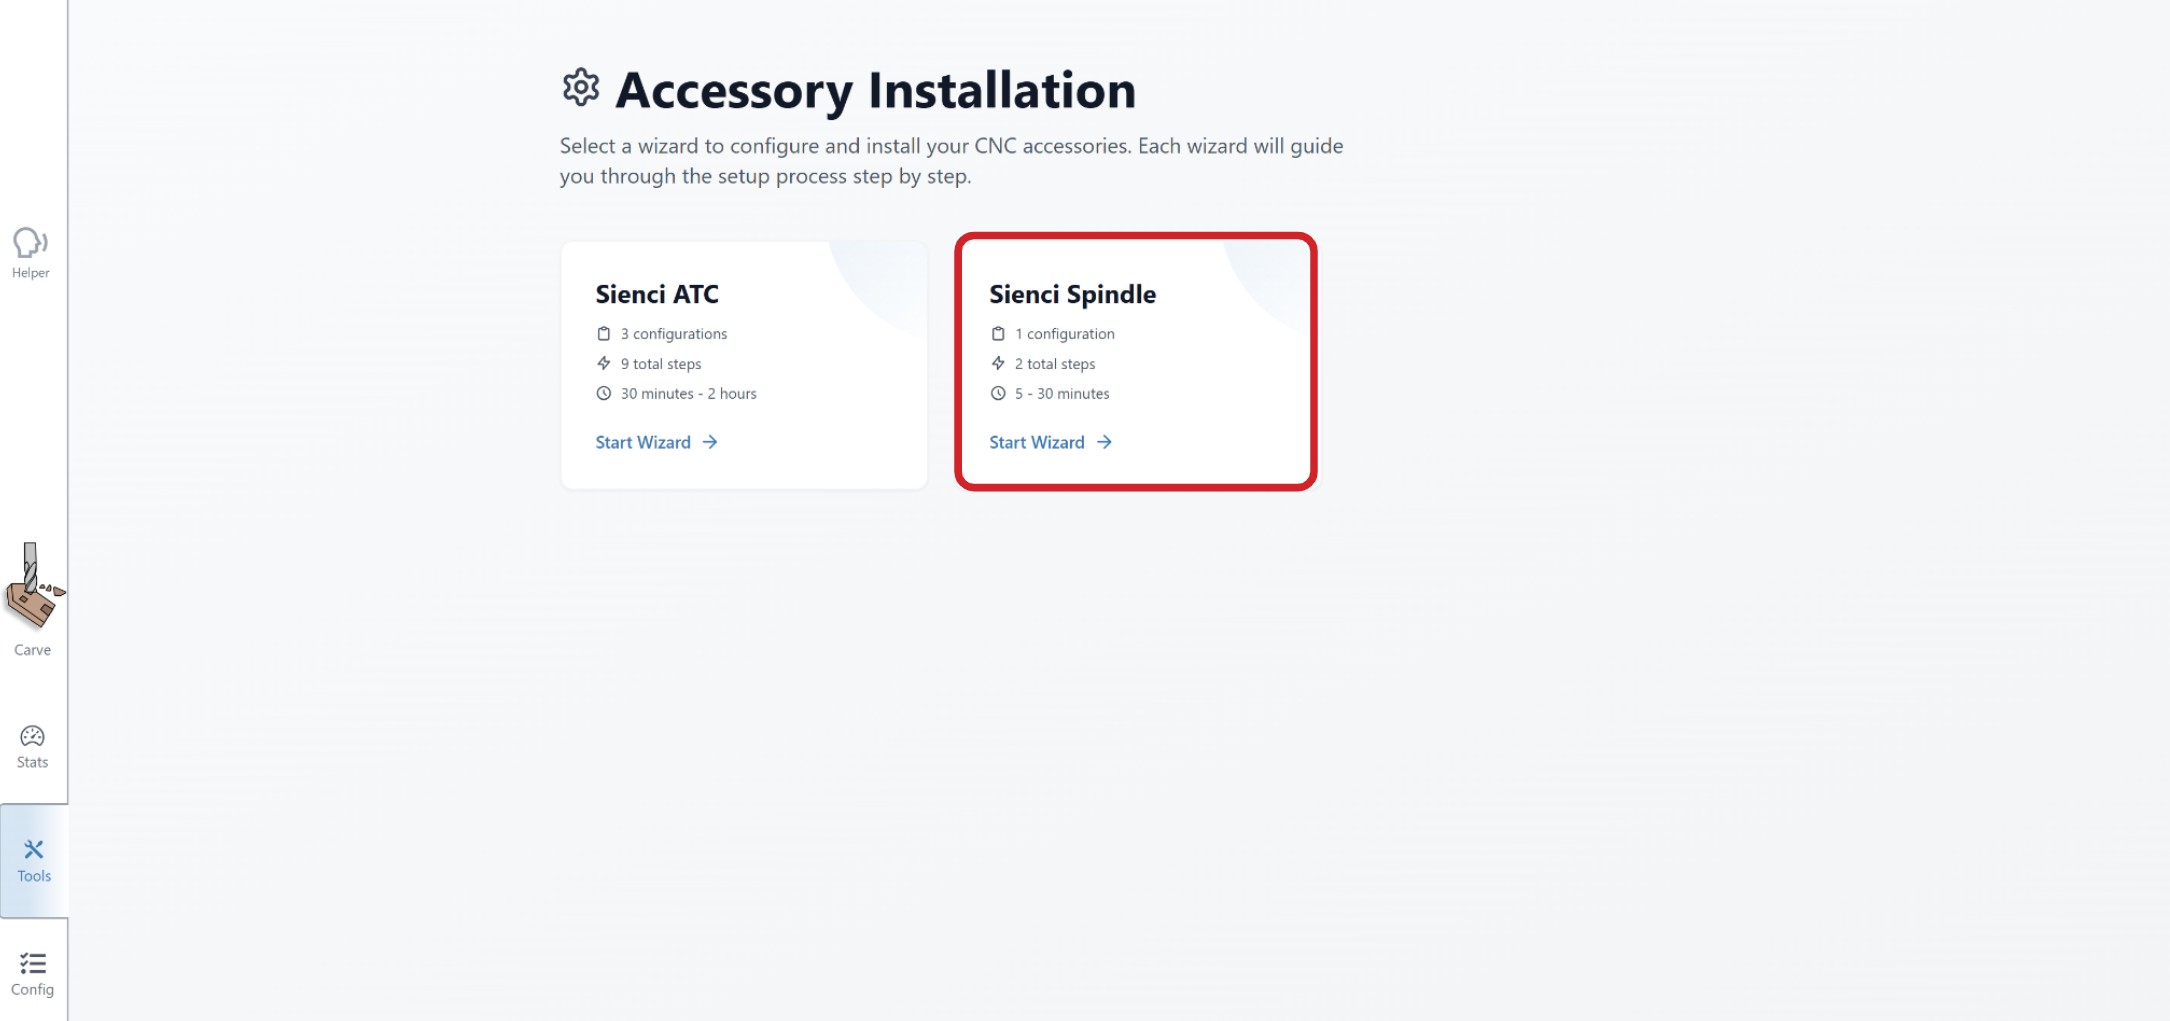 Accessory Installation
Select a wizard to configure and install your CNC accessories. Each wizard will guide
you through the setup process step by step.
Helper
Sienci ATC
3 configurations
9 total steps
30 minutes - 2 hours
Start Wizard
Sienci Spindle
1 configuration
2 total steps
5 - 30 minutes
Start Wizard
Carve
Stats
Tools
Config